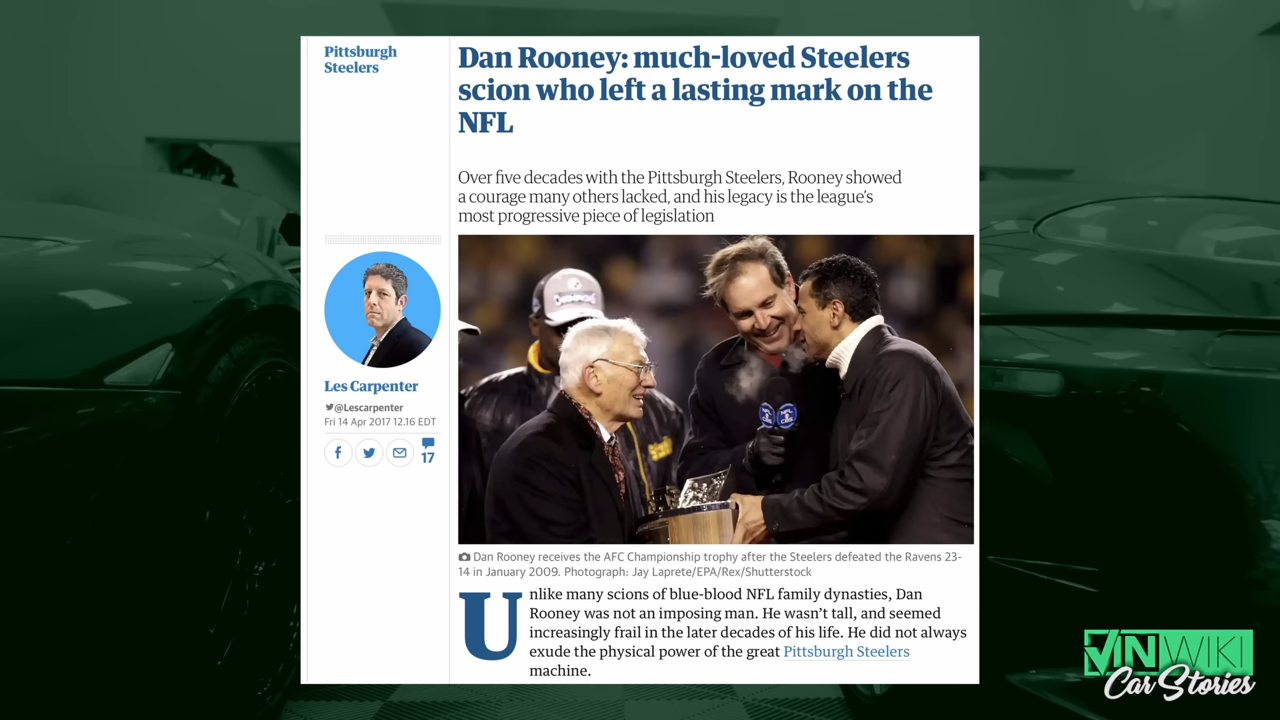 Pittsburgh
Steelers
Dan Rooney: much-loved Steelers
scion who left a lasting mark on the
NFL
Over five decades with the Pittsburgh Steelers, Rooney showed
a courage many others lacked, and his legacy is the league’s
most progressive piece of legislation
Les Carpenter
@Lescarpenter
Fri 14 Apr 2017 12.16 EDT
17
Dan Rooney receives the AFC Championship trophy after the Steelers defeated the Ravens 23-
14 in January 2009. Photograph: Jay Laprete/EPA/Rex/Shutterstock
Unlike many scions of blue-blood NFL family dynasties, Dan
Rooney was not an imposing man. He wasn’t tall, and seemed
increasingly frail in the later decades of his life. He did not always
exude the physical power of the great Pittsburgh Steelers
machine.
VINWIKI
Car Stories